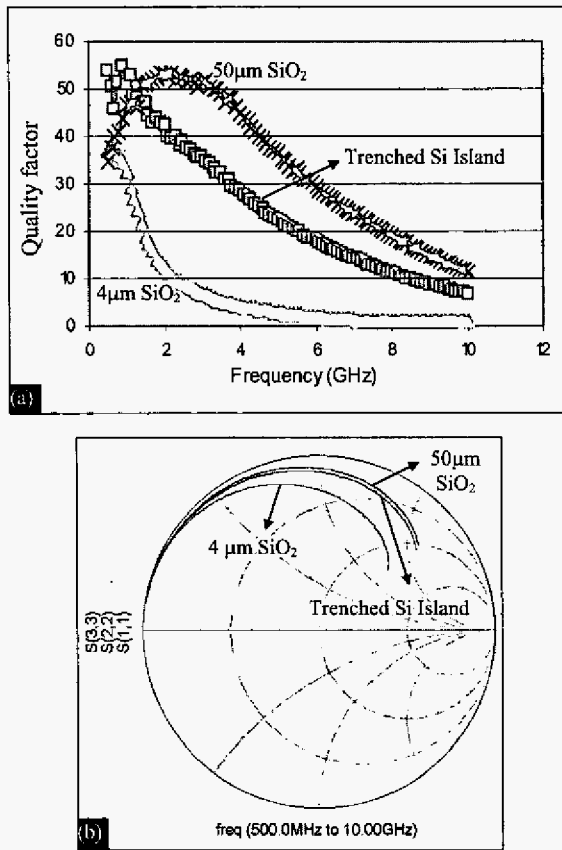 60
50
40
30
20
10
0
Quality factor
50µm SiO₂
Trenched Si Island
4µm SiO₂
0 2 4 6 8 10 12
Frequency (GHz)
(a)
50µm
SiO₂
4 µm SiO₂
Trenched Si Island
S(3,3)
S(2,2)
S(1,1)
freq (500.0MHz to 10.00GHz)
(b)